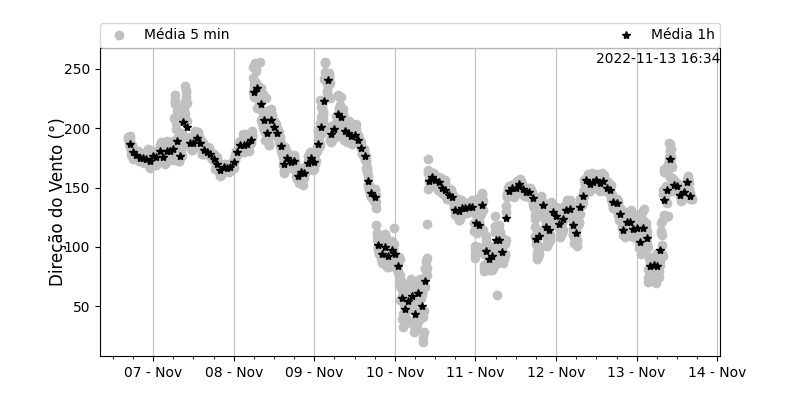 Média 5 min
Média 1h
2022-11-13 16:34
Direção do Vento (°)
250
200
150
100
50
07 - Nov
08 - Nov
09 - Nov
10 - Nov
11 - Nov
12 - Nov
13 - Nov
14 - Nov